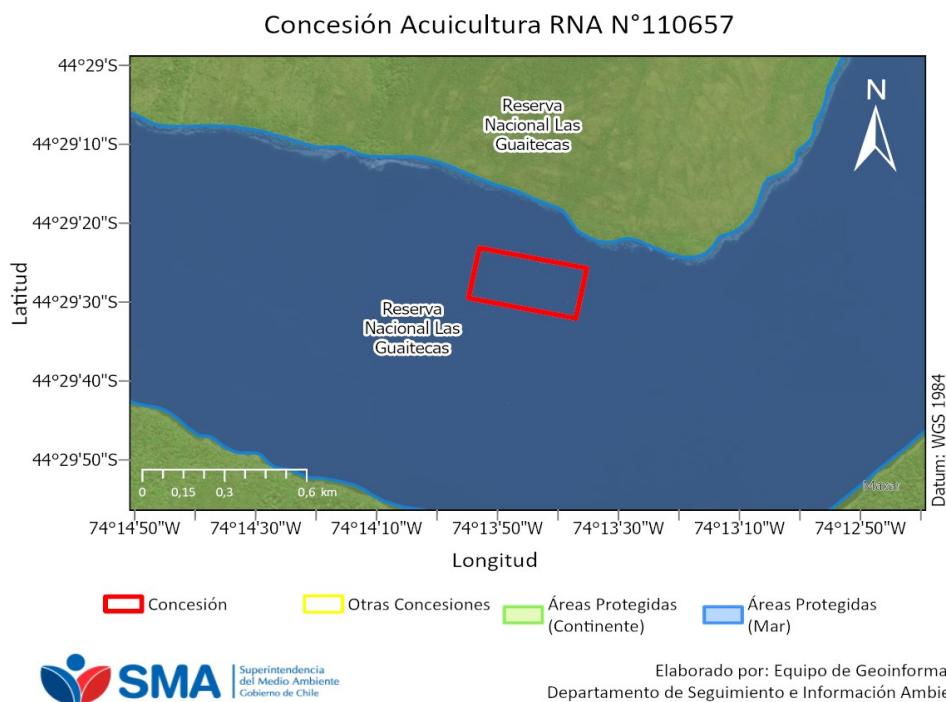 Concesión Acuicultura RNA N°110657
44°29'S
44°29'10"S
44°29'20"S
44°29'30"S
44°29'40"S
44°29'50"S
Latitud
Reserva
Nacional Las
Guaitecas
N
Reserva
Nacional Las
Guaitecas
0 0,15 0,3 0,6 km
Maxar
Datum: WGS 1984
74°14'50"W 74°14'30"W 74°14'10"W 74°13'50"W 74°13'30"W 74°13'10"W 74°12'50"W
Longitud
Concesión
Otras Concesiones
Áreas Protegidas
(Continente)
Áreas Protegidas
(Mar)
SMA
Superintendencia
del Medio Ambiente
Gobierno de Chile
Elaborado por: Equipo de Geoinforma
Departamento de Seguimiento e Información Ambie